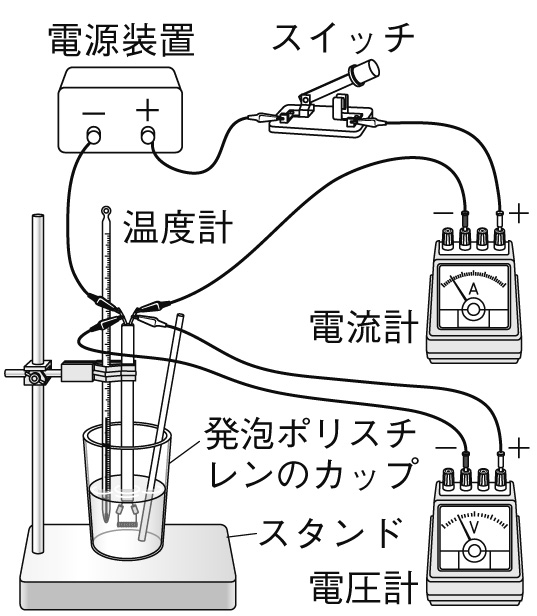 電源装置
スイッチ
− ＋
温度計
− ＋
A
電流計
発泡ポリスチ
レンのカップ
− ＋
V
スタンド
電圧計